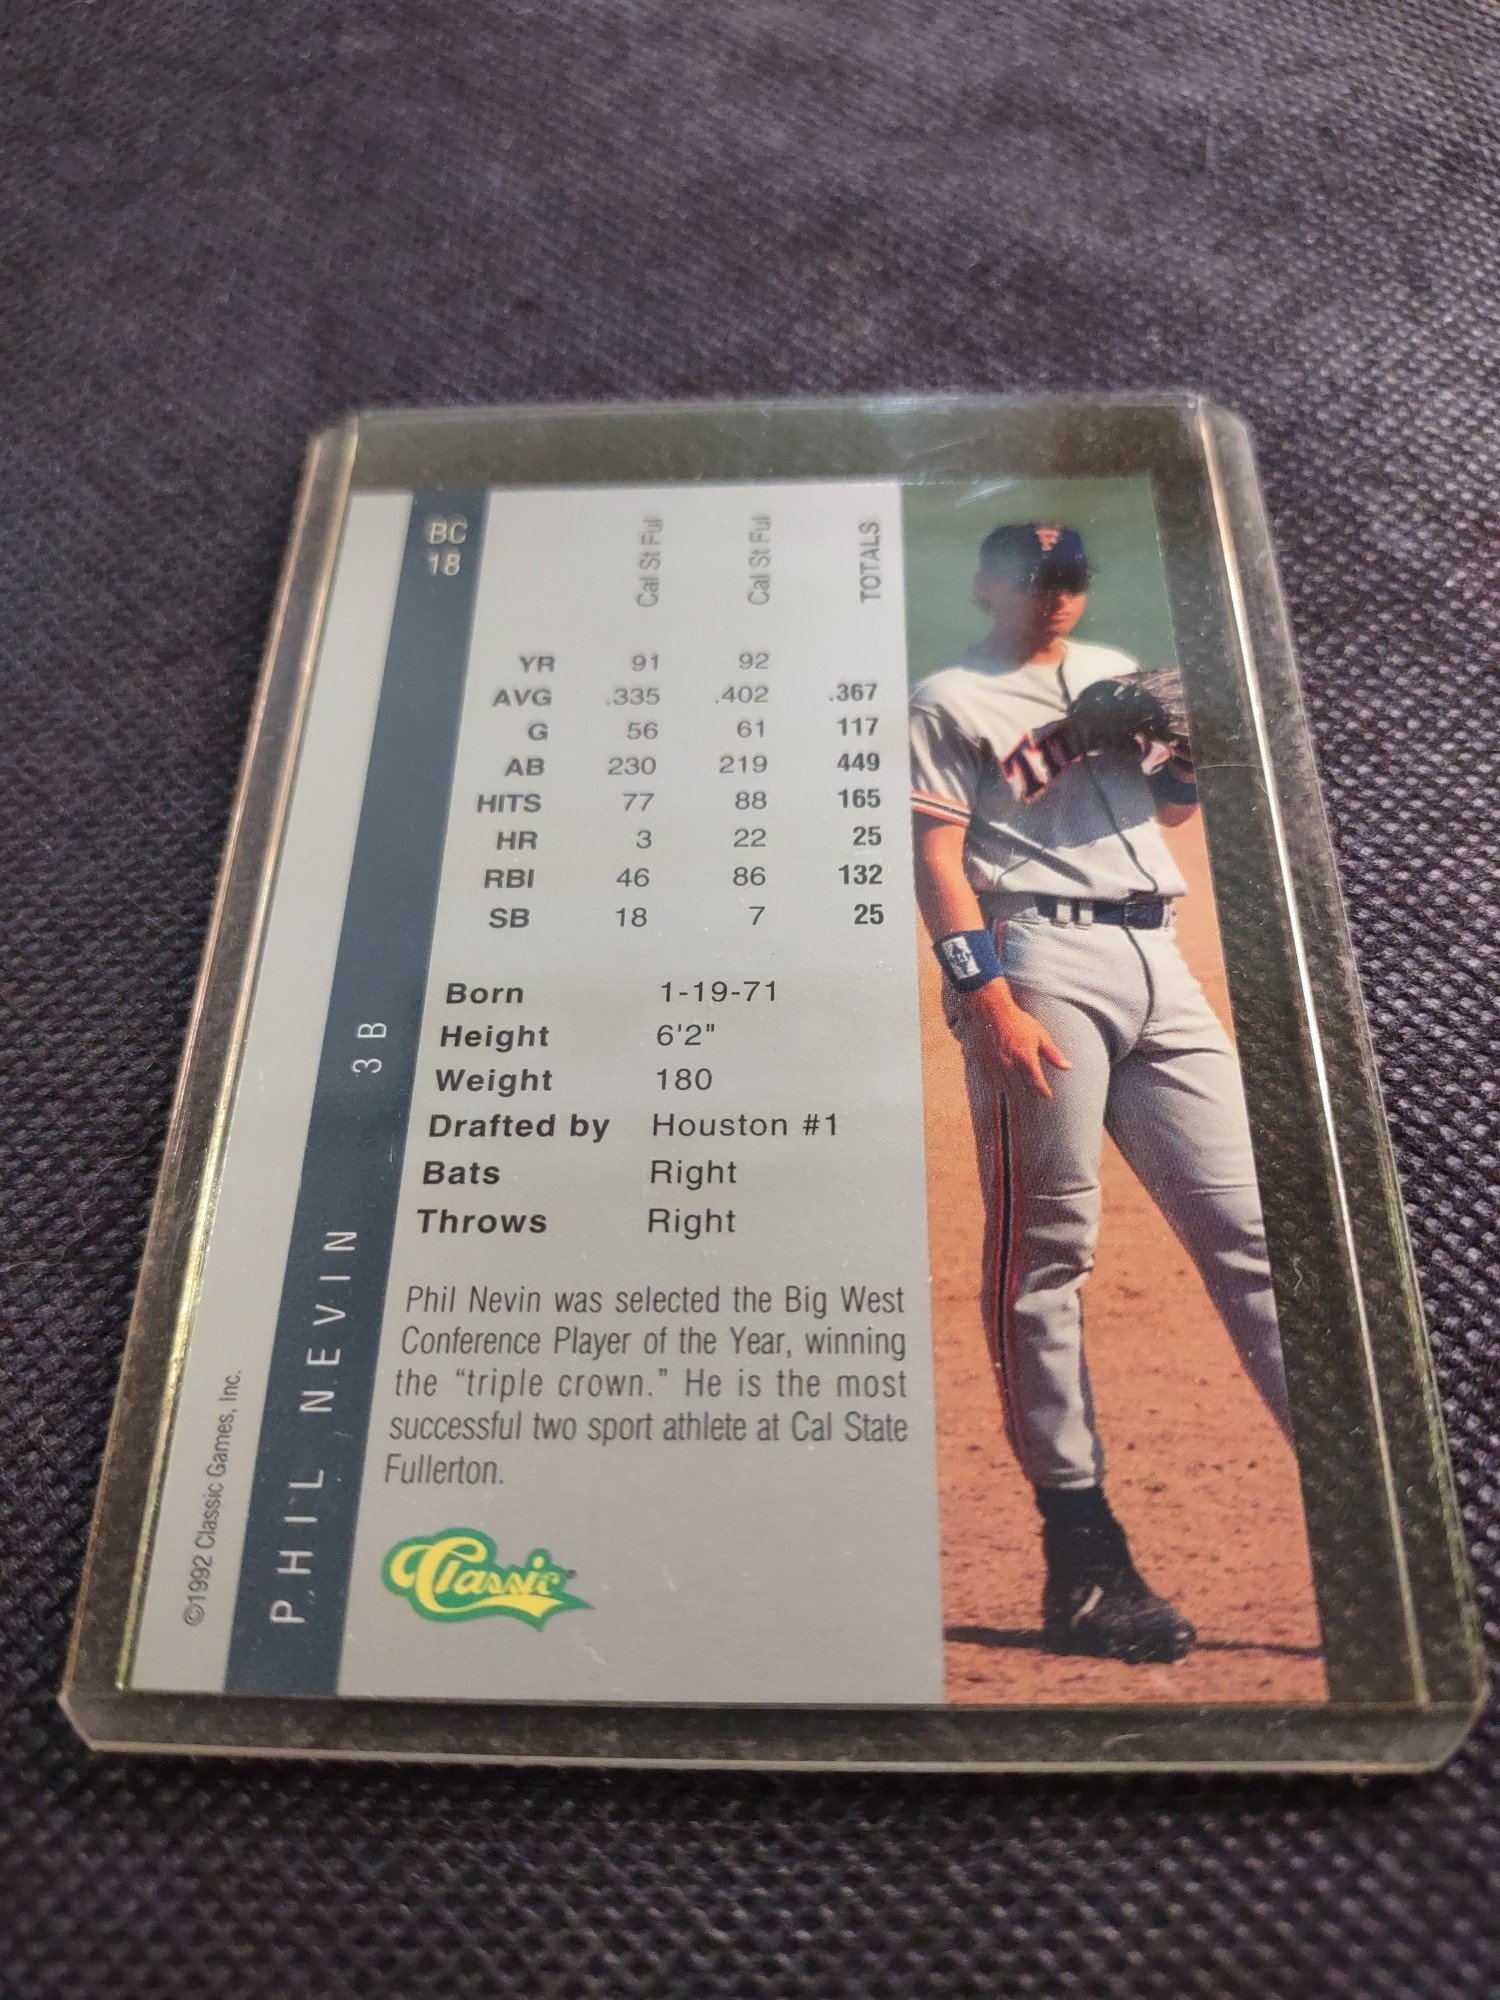 BC
18
Cal St Ful Cal St Ful TOTALS
YR 91 92
AVG .335 .402 .367
G 56 61 117
AB 230 219 449
HITS 77 88 165
HR 3 22 25
RBI 46 86 132
SB 18 7 25
Born 1-19-71
Height 6'2"
Weight 180
Drafted by Houston #1
Bats Right
Throws Right
Phil Nevin was selected the Big West
Conference Player of the Year, winning
the "triple crown." He is the most
successful two sport athlete at Cal State
Fullerton.
Classic
PHIL NEVIN 3B
©1992 Classic Games, Inc.
F